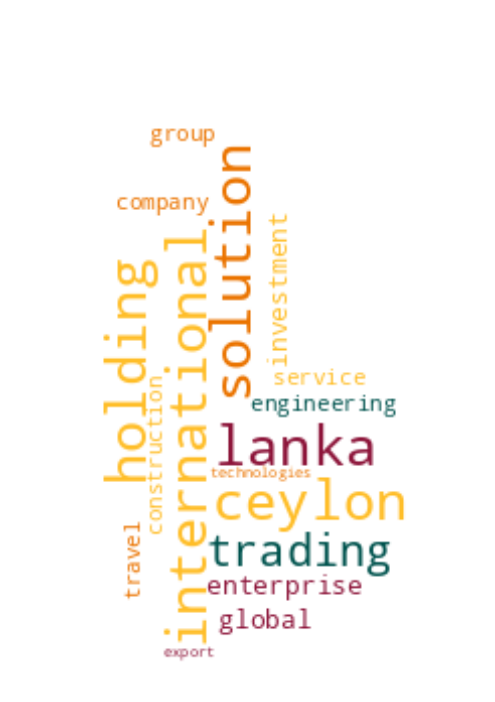 group
company
solution
international
holding
investment
service
construction
engineering
lanka
technologies
ceylon
travel
trading
enterprise
global
export